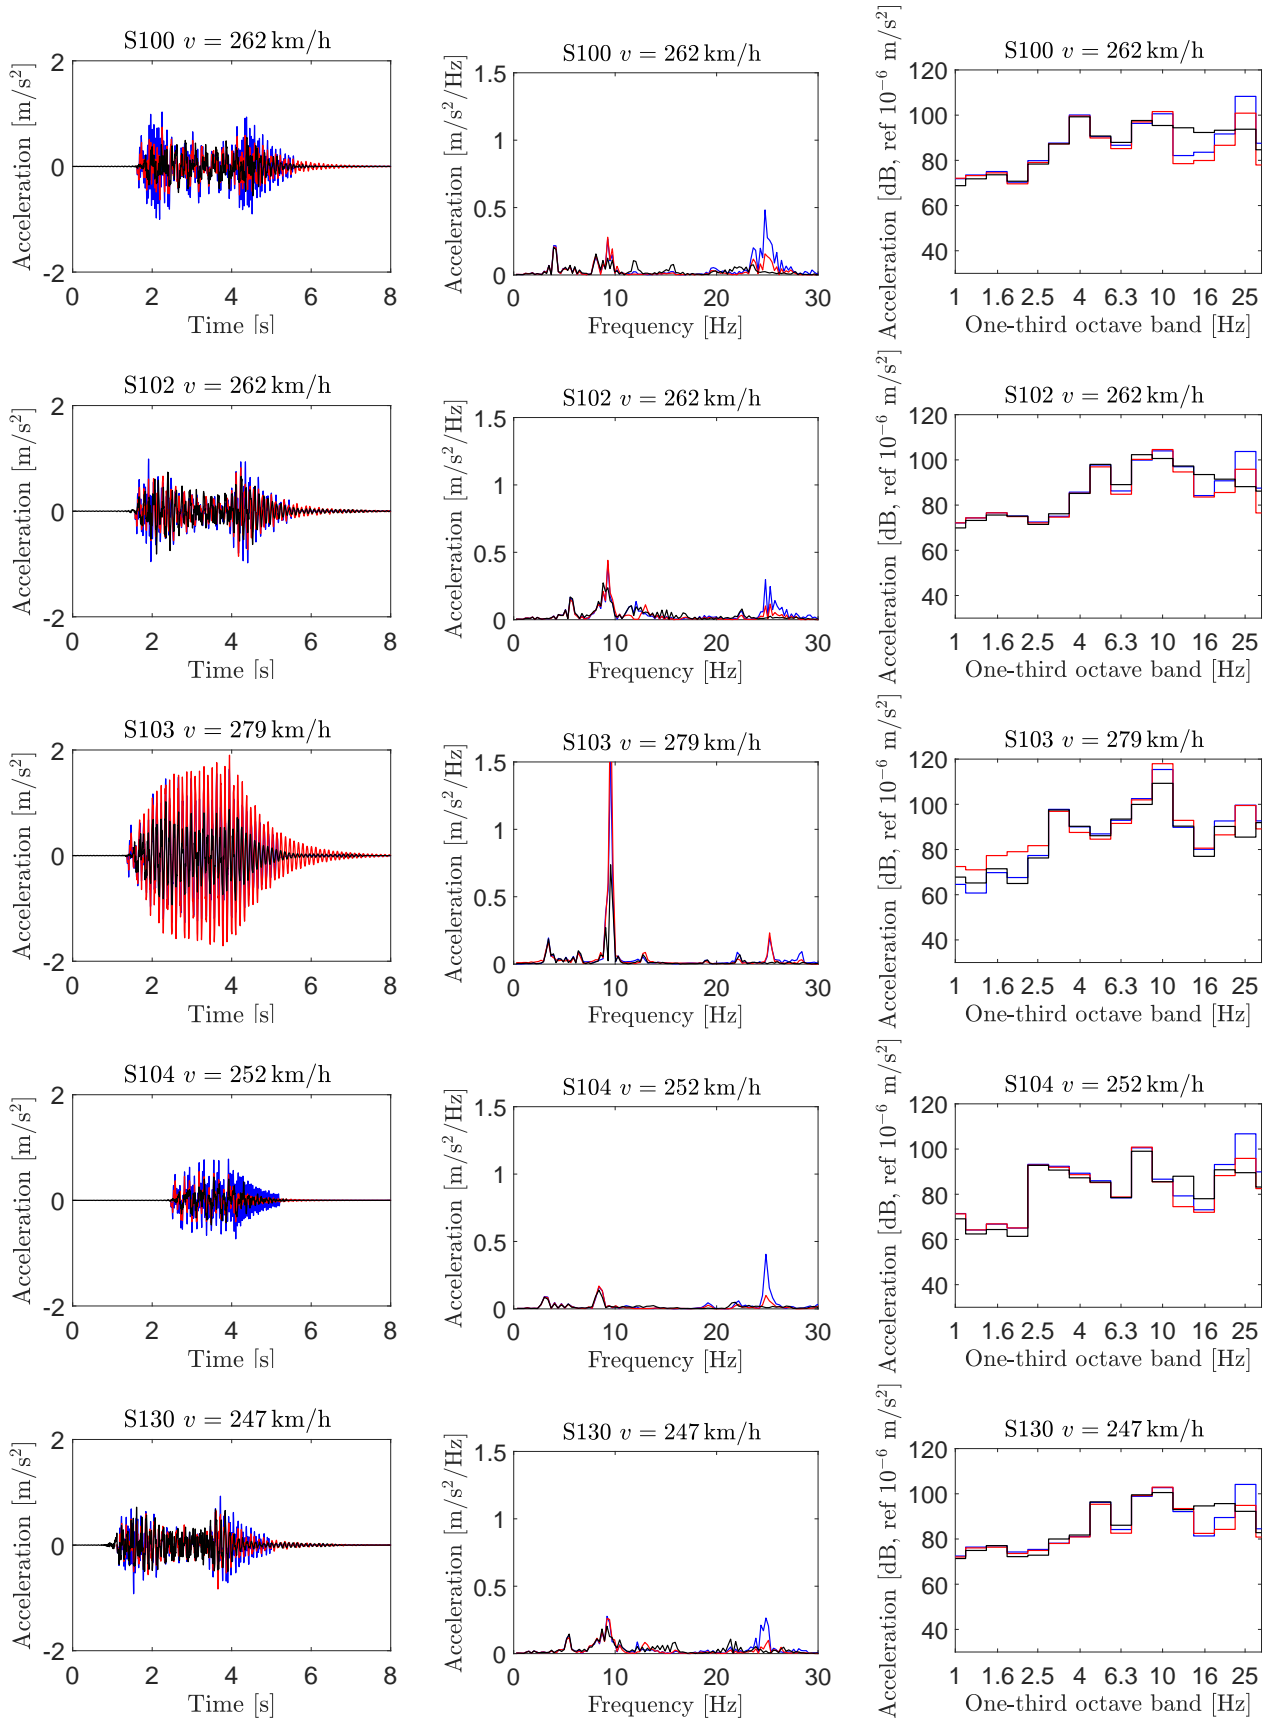 S100 v = 262 km/h
Acceleration [m/s²]
2
0
-2
0 2 4 6 8
Time [s]
S100 v = 262 km/h
Acceleration [m/s²/Hz]
1.5
1
0.5
0
0 10 20 30
Frequency [Hz]
S100 v = 262 km/h
Acceleration [dB, ref 10⁻⁶ m/s²]
120
100
80
60
40
1 1.6 2.5 4 6.3 10 16 25
One-third octave band [Hz]
S102 v = 262 km/h
Acceleration [m/s²]
2
0
-2
0 2 4 6 8
Time [s]
S102 v = 262 km/h
Acceleration [m/s²/Hz]
1.5
1
0.5
0
0 10 20 30
Frequency [Hz]
S102 v = 262 km/h
Acceleration [dB, ref 10⁻⁶ m/s²]
120
100
80
60
40
1 1.6 2.5 4 6.3 10 16 25
One-third octave band [Hz]
S103 v = 279 km/h
Acceleration [m/s²]
2
0
-2
0 2 4 6 8
Time [s]
S103 v = 279 km/h
Acceleration [m/s²/Hz]
1.5
1
0.5
0
0 10 20 30
Frequency [Hz]
S103 v = 279 km/h
Acceleration [dB, ref 10⁻⁶ m/s²]
120
100
80
60
40
1 1.6 2.5 4 6.3 10 16 25
One-third octave band [Hz]
S104 v = 252 km/h
Acceleration [m/s²]
2
0
-2
0 2 4 6 8
Time [s]
S104 v = 252 km/h
Acceleration [m/s²/Hz]
1.5
1
0.5
0
0 10 20 30
Frequency [Hz]
S104 v = 252 km/h
Acceleration [dB, ref 10⁻⁶ m/s²]
120
100
80
60
40
1 1.6 2.5 4 6.3 10 16 25
One-third octave band [Hz]
S130 v = 247 km/h
Acceleration [m/s²]
2
0
-2
0 2 4 6 8
Time [s]
S130 v = 247 km/h
Acceleration [m/s²/Hz]
1.5
1
0.5
0
0 10 20 30
Frequency [Hz]
S130 v = 247 km/h
Acceleration [dB, ref 10⁻⁶ m/s²]
120
100
80
60
40
1 1.6 2.5 4 6.3 10 16 25
One-third octave band [Hz]